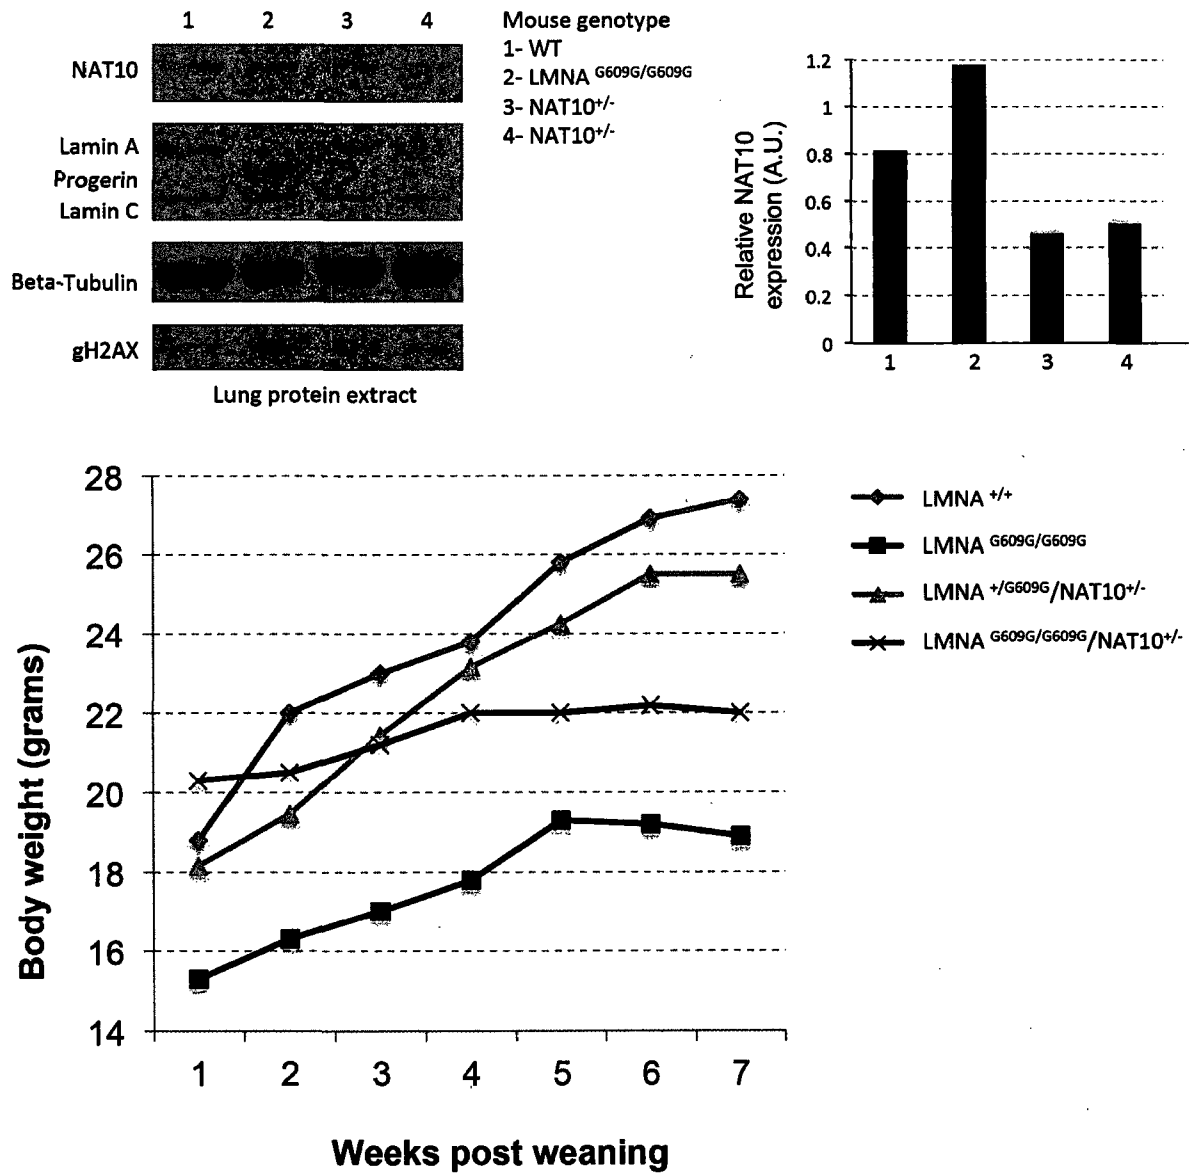 1 2 3 4
NAT10
Lamin A
Progerin
Lamin C
Beta-Tubulin
gH2AX
Lung protein extract
Mouse genotype
1- WT
2- LMNA G609G/G609G
3- NAT10+/-
4- NAT10+/-
Relative NAT10
expression (A.U.)
1.2
1
0.8
0.6
0.4
0.2
0
1 2 3 4
Body weight (grams)
28
26
24
22
20
18
16
14
1 2 3 4 5 6 7
Weeks post weaning
LMNA +/+
LMNA G609G/G609G
LMNA +/G609G/NAT10+/-
LMNA G609G/G609G/NAT10+/-